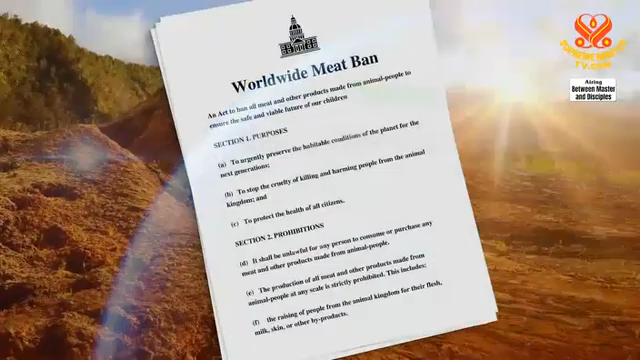 SUPREME MASTER
TV.com
Airing
Between Master
and Disciples
Worldwide Meat Ban
An Act to ban all meat and other products made from animal-people to
ensure the safe and viable future of our children
SECTION 1. PURPOSES
(a) To urgently preserve the habitable conditions of the planet for the
next generations;
(b) To stop the cruelty of killing and harming people from the animal
kingdom; and
(c) To protect the health of all citizens.
SECTION 2. PROHIBITIONS
(d) It shall be unlawful for any person to consume or purchase any
meat and other products made from animal-people.
(e) The production of all meat and other products made from
animal-people at any scale is strictly prohibited. This includes:
(f) the raising of people from the animal kingdom for their flesh,
milk, skin, or other by-products.